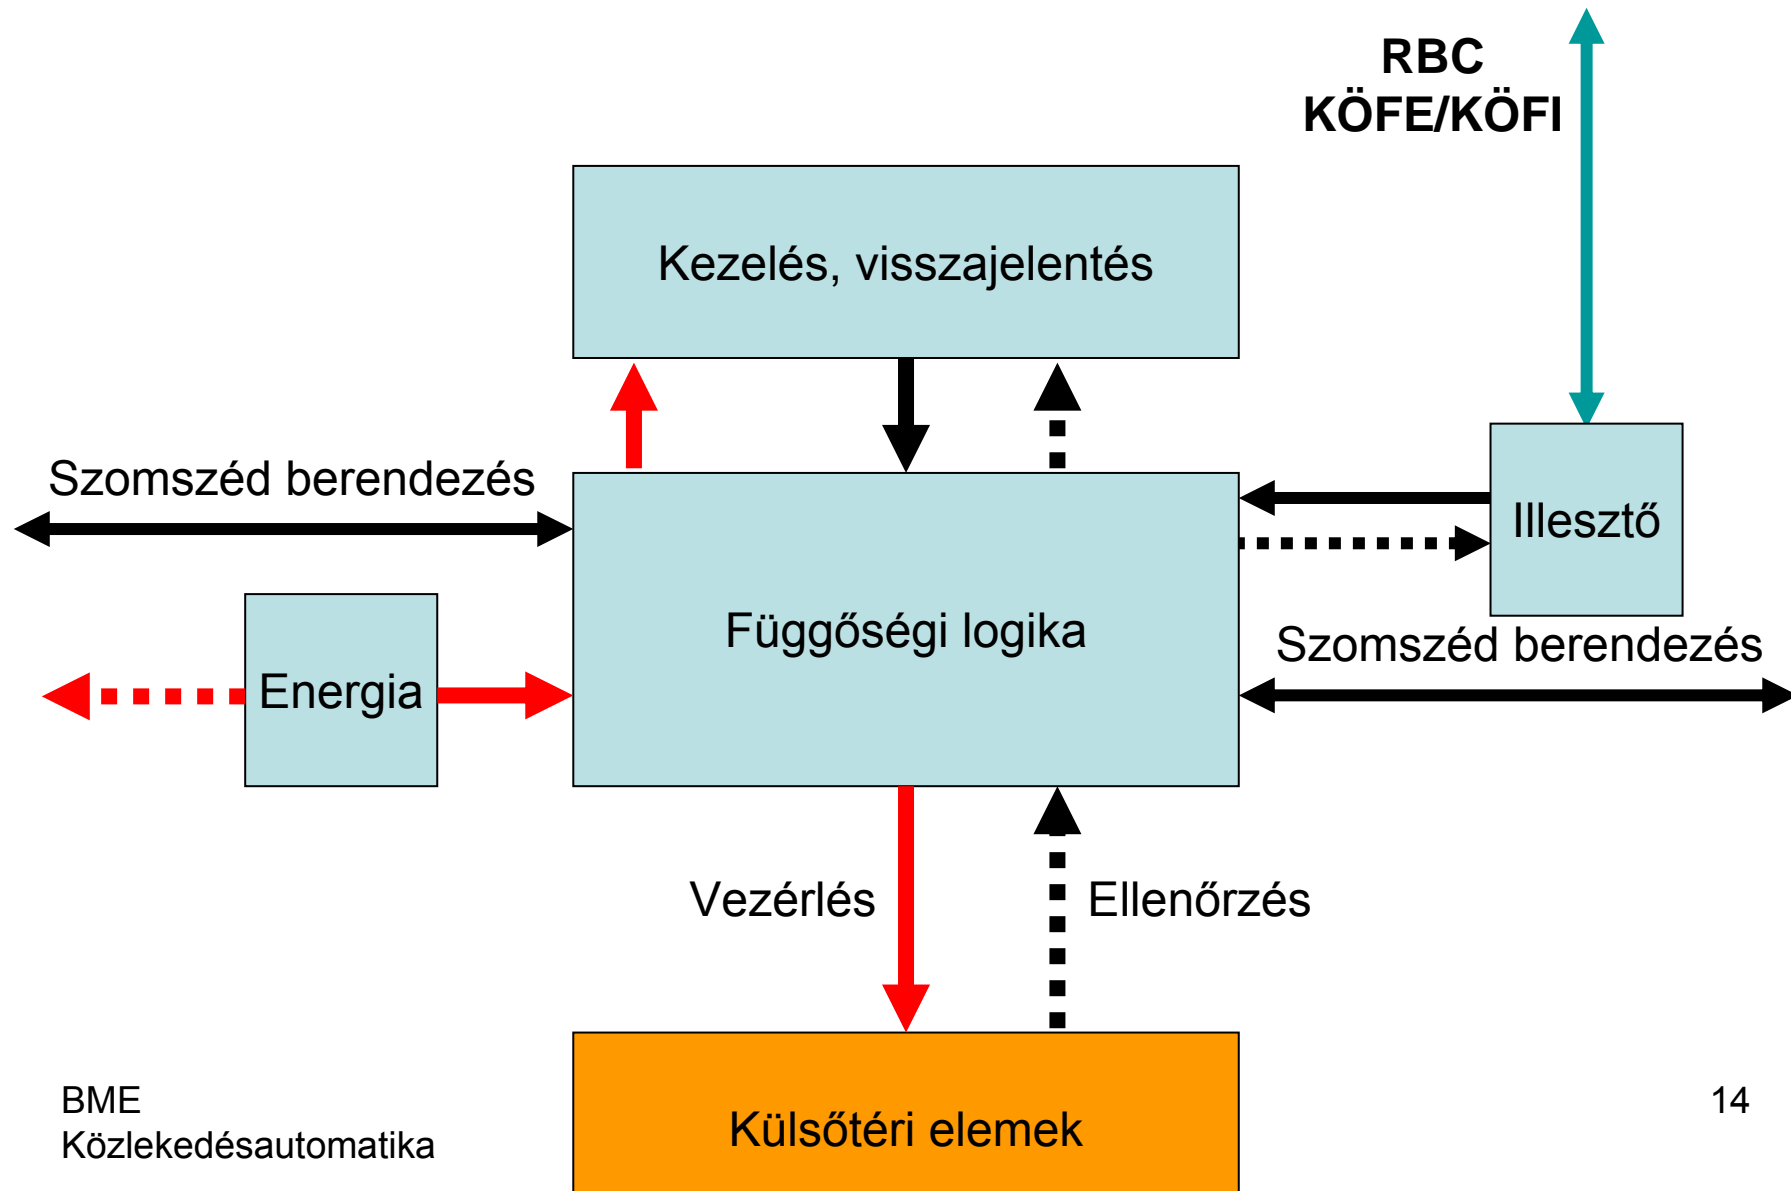 RBC
KÖFE/KÖFI
Kezelés, visszajelentés
Szomszéd berendezés
Illesztő
Függőségi logika
Szomszéd berendezés
Energia
Vezérlés
Ellenőrzés
Külsőtéri elemek
BME
Közlekedésautomatika
14